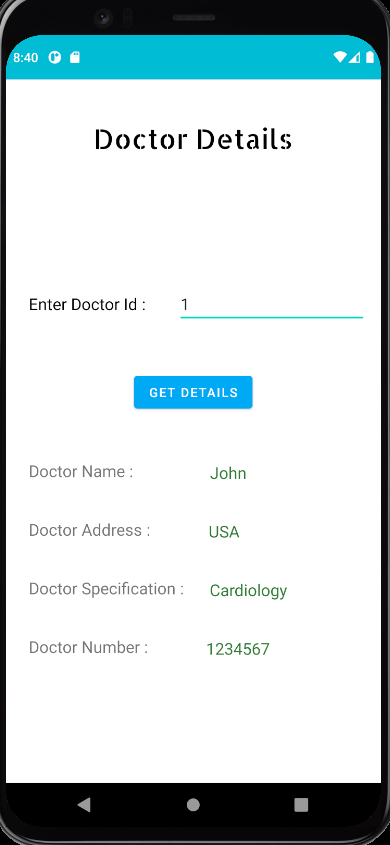 8:40
Doctor Details
Enter Doctor Id : 1
GET DETAILS
Doctor Name : John
Doctor Address : USA
Doctor Specification : Cardiology
Doctor Number : 1234567